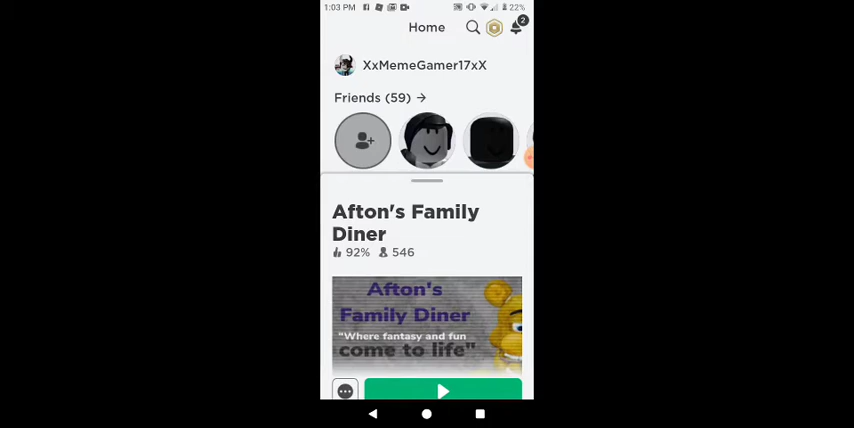 1:03 PM 22%
Home 2
XxMemeGamer17xX
Friends (59) →
Afton's Family
Diner
92% 546
Afton's
Family Diner
"Where fantasy and fun
come to life"